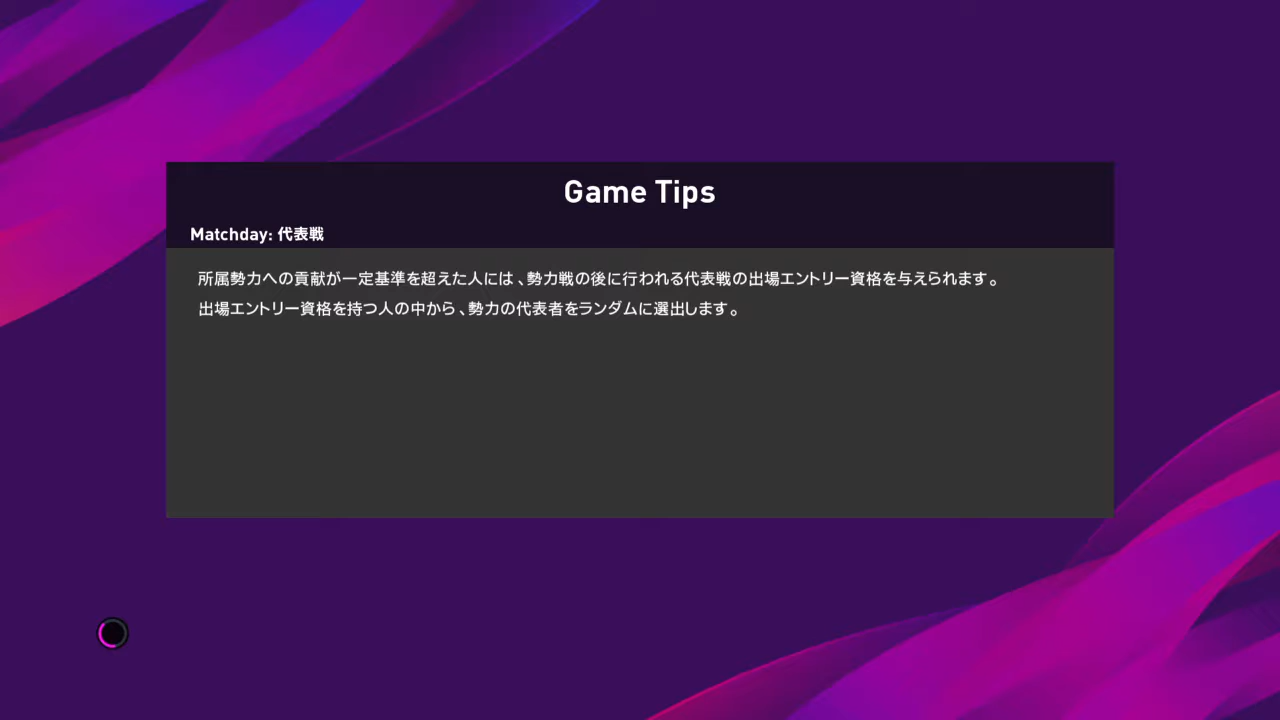 Game Tips
Matchday: 代表戦
所属勢力への貢献が一定基準を超えた人には、勢力戦の後に行われる代表戦の出場エントリー資格を与えられます。
出場エントリー資格を持つ人の中から、勢力の代表者をランダムに選出します。